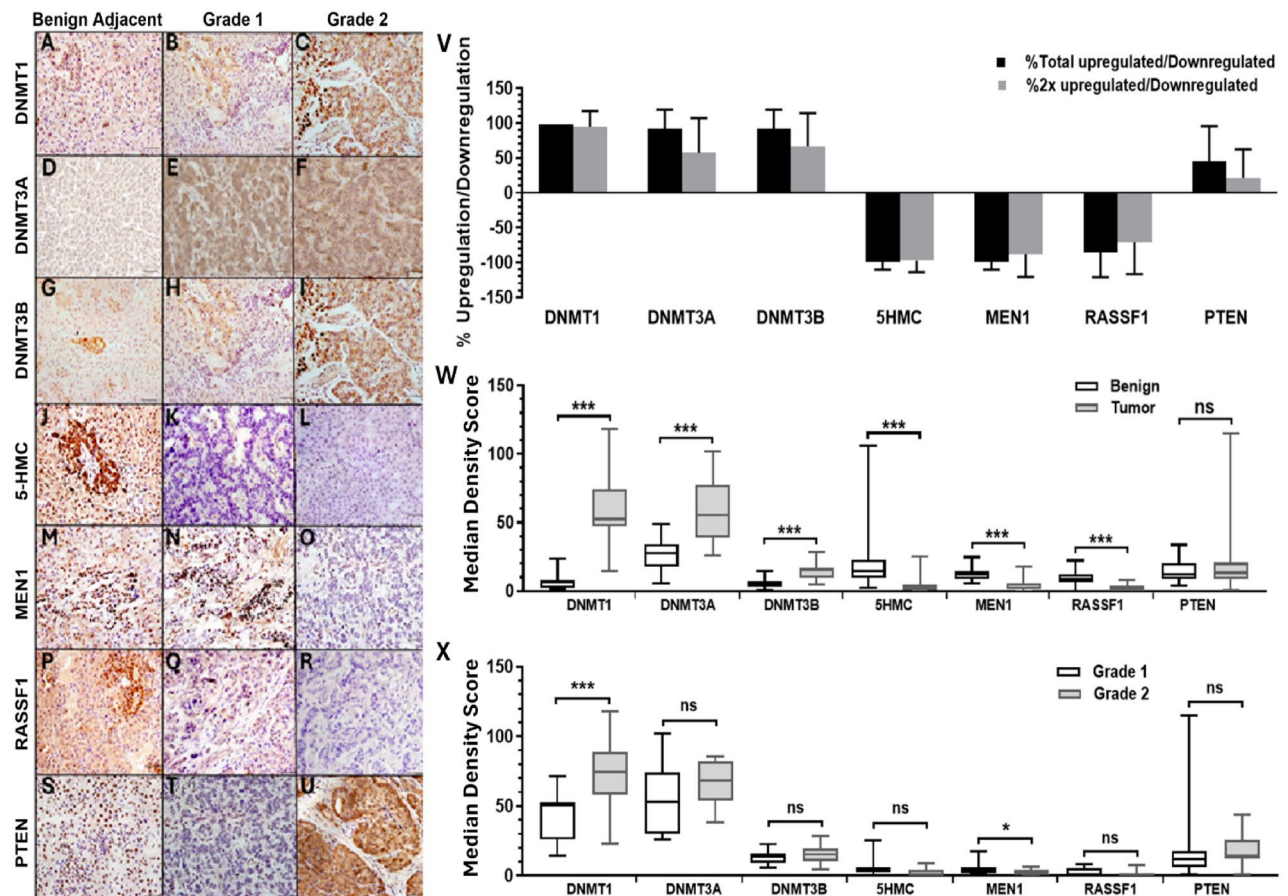 Benign Adjacent Grade 1 Grade 2
DNMT1
A B C
DNMT3A
D E F
DNMT3B
G H I
5-HMC
J K L
MEN1
M N O
RASSF1
P Q R
PTEN
S T U
V
%Total upregulated/Downregulated
%2x upregulated/Downregulated
% Upregulation/Downregulation
150
100
50
0
-50
-100
-150
DNMT1 DNMT3A DNMT3B 5HMC MEN1 RASSF1 PTEN
W
Median Density Score
Benign
Tumor
150
100
50
0
*** *** *** *** *** *** ns
DNMT1 DNMT3A DNMT3B 5HMC MEN1 RASSF1 PTEN
X
Median Density Score
Grade 1
Grade 2
150
100
50
0
*** ns ns ns * ns ns
DNMT1 DNMT3A DNMT3B 5HMC MEN1 RASSF1 PTEN